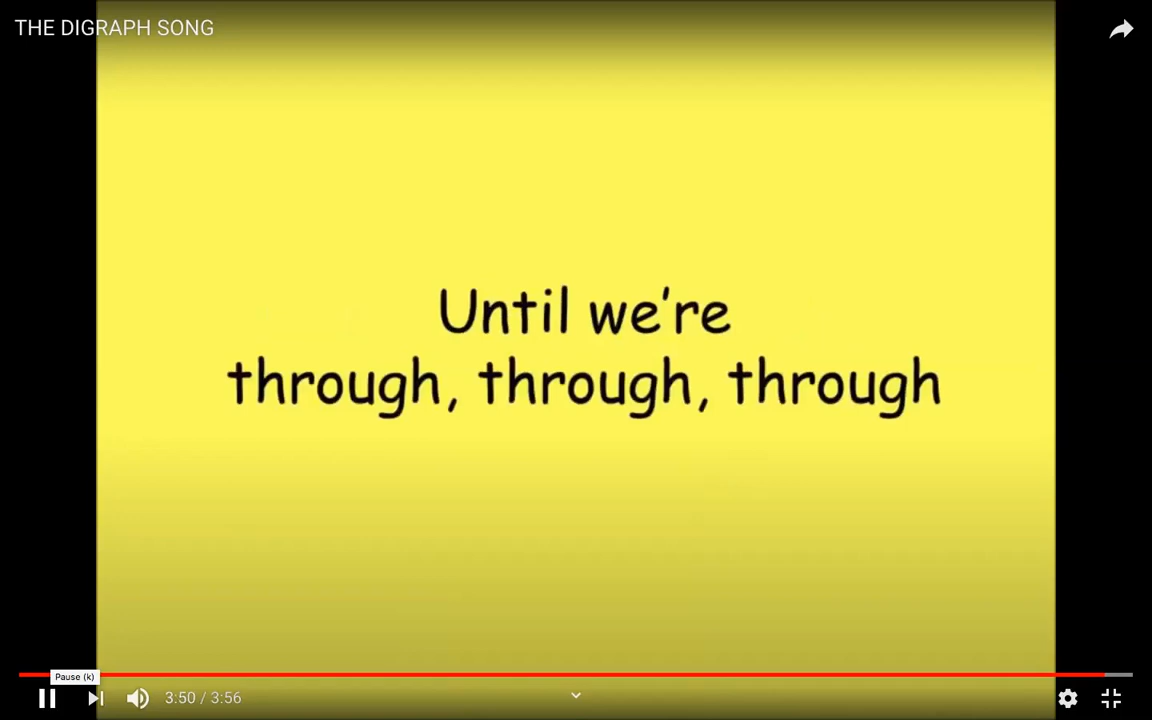 THE DIGRAPH SONG
Until we're
through, through, through
Pause (k)
3:50 / 3:56